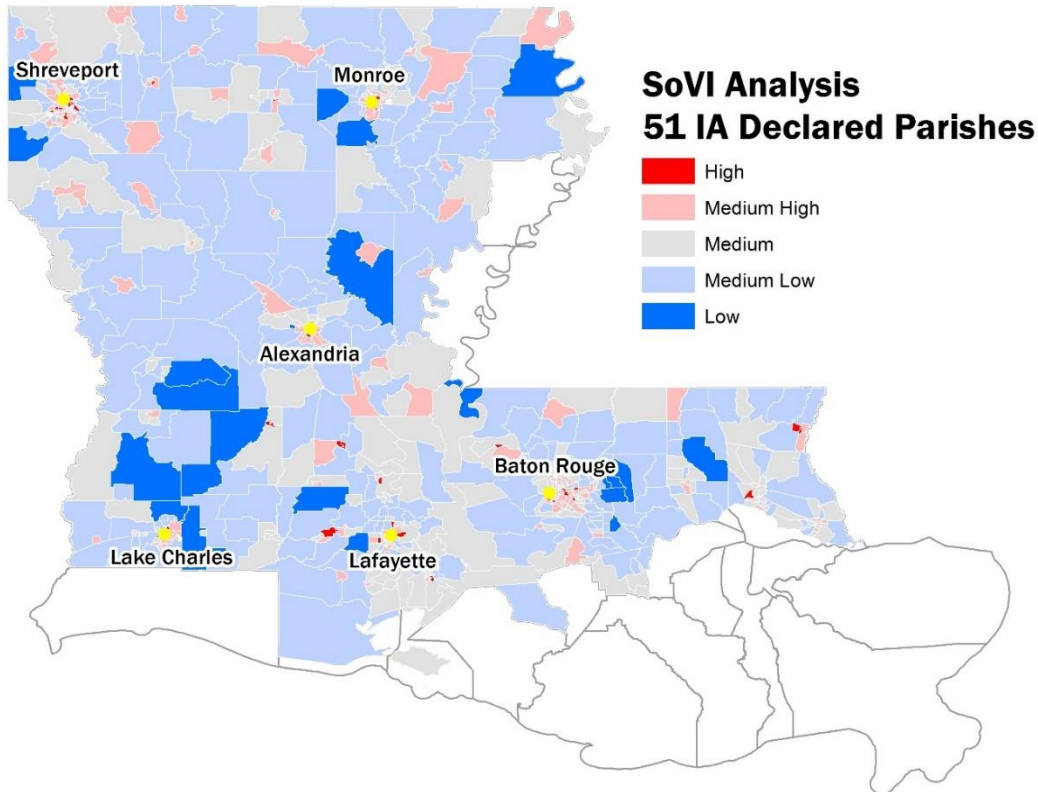 Shreveport
Monroe
SoVI Analysis
51 IA Declared Parishes
High
Medium High
Medium
Medium Low
Low
Alexandria
Baton Rouge
Lake Charles
Lafayette